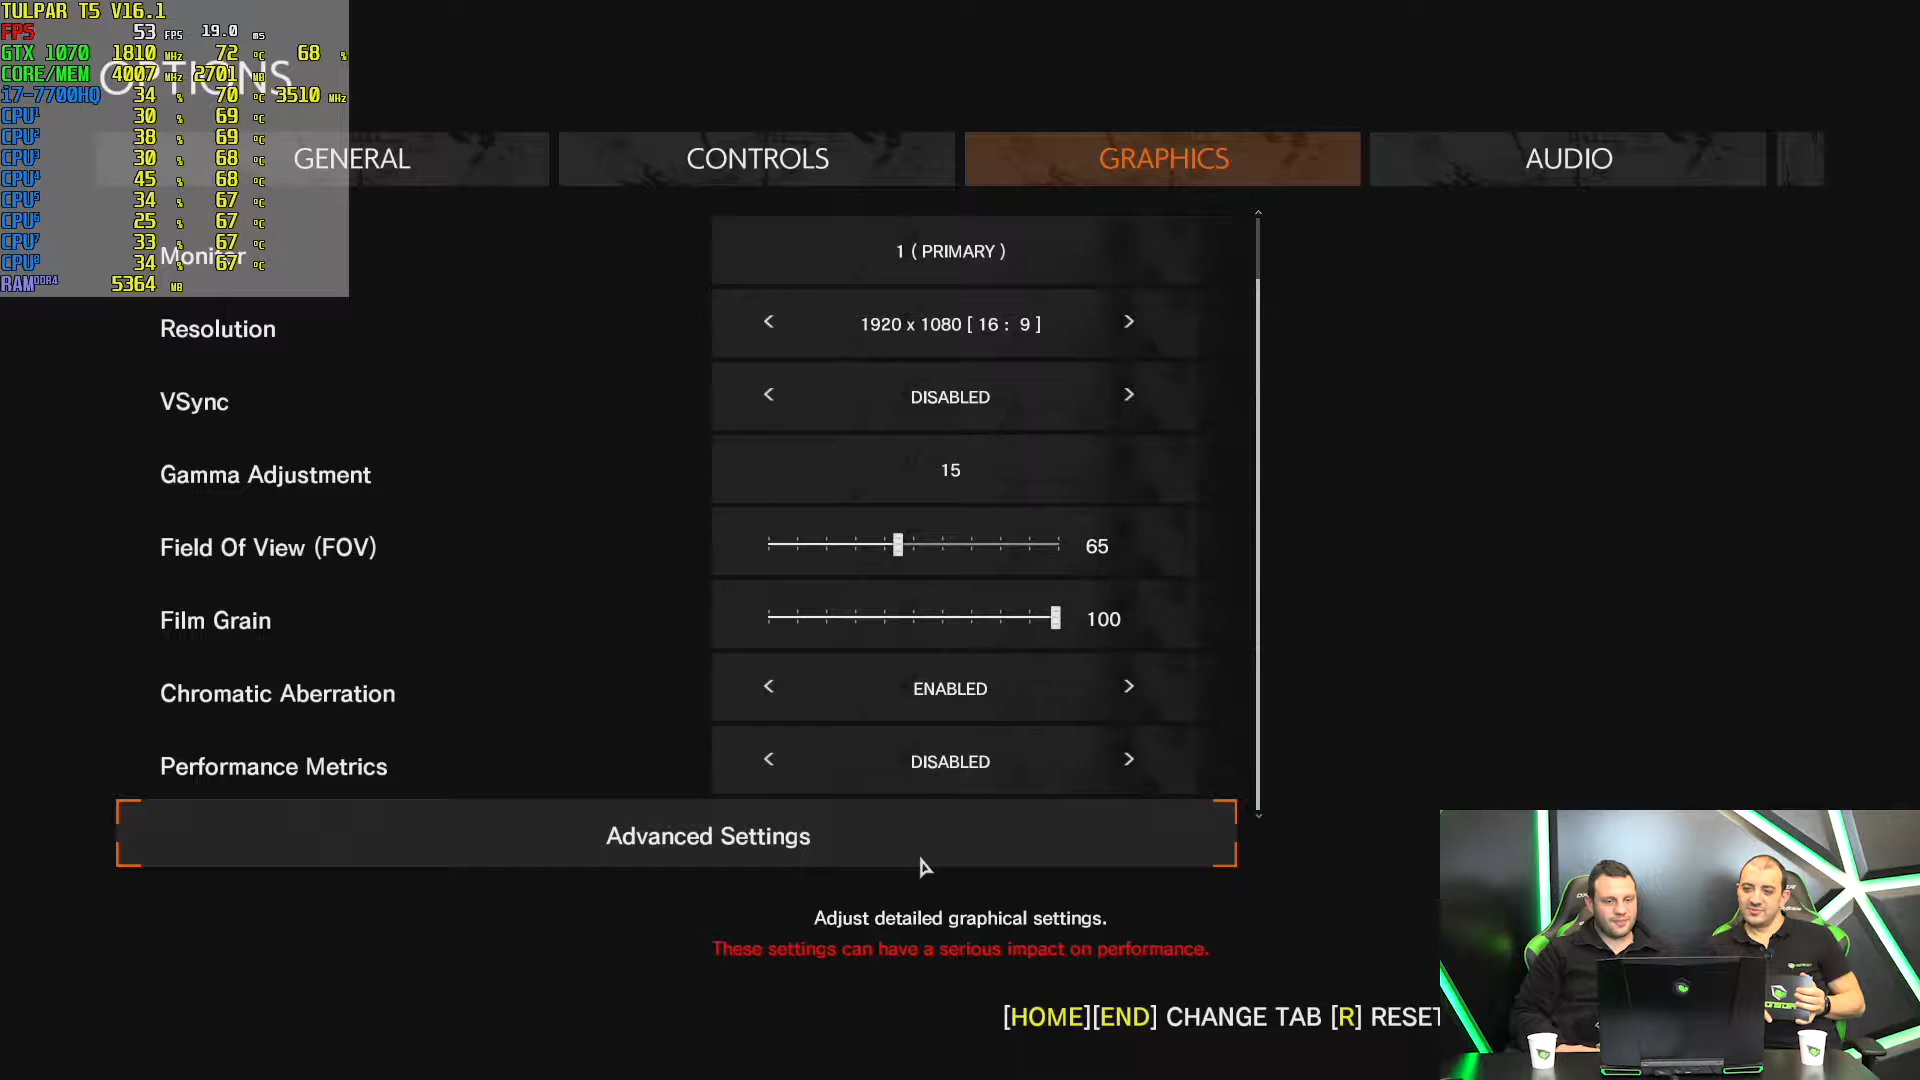 TULPAR T5 V16.1
FPS 53 FPS 19.0 ms
GTX 1070 1810 MHz 72 °C 68 %
CORE/MEM 4007 MHz 2701 MB
i7-7700HQ 34 % 70 °C 3510 MHz
CPU1 30 % 69 °C
CPU2 38 % 69 °C
CPU3 30 % 68 °C
CPU4 45 % 68 °C
CPU5 34 % 67 °C
CPU6 25 % 67 °C
CPU7 33 % 67 °C
CPU8 34 % 67 °C
RAM DDR4 5364 MB
OPTIONS
GENERAL CONTROLS GRAPHICS AUDIO
Monitor 1 ( PRIMARY )
Resolution < 1920 x 1080 [ 16 : 9 ] >
VSync < DISABLED >
Gamma Adjustment 15
Field Of View (FOV) 65
Film Grain 100
Chromatic Aberration < ENABLED >
Performance Metrics < DISABLED >
Advanced Settings
Adjust detailed graphical settings.
These settings can have a serious impact on performance.
[HOME][END] CHANGE TAB [R] RESET